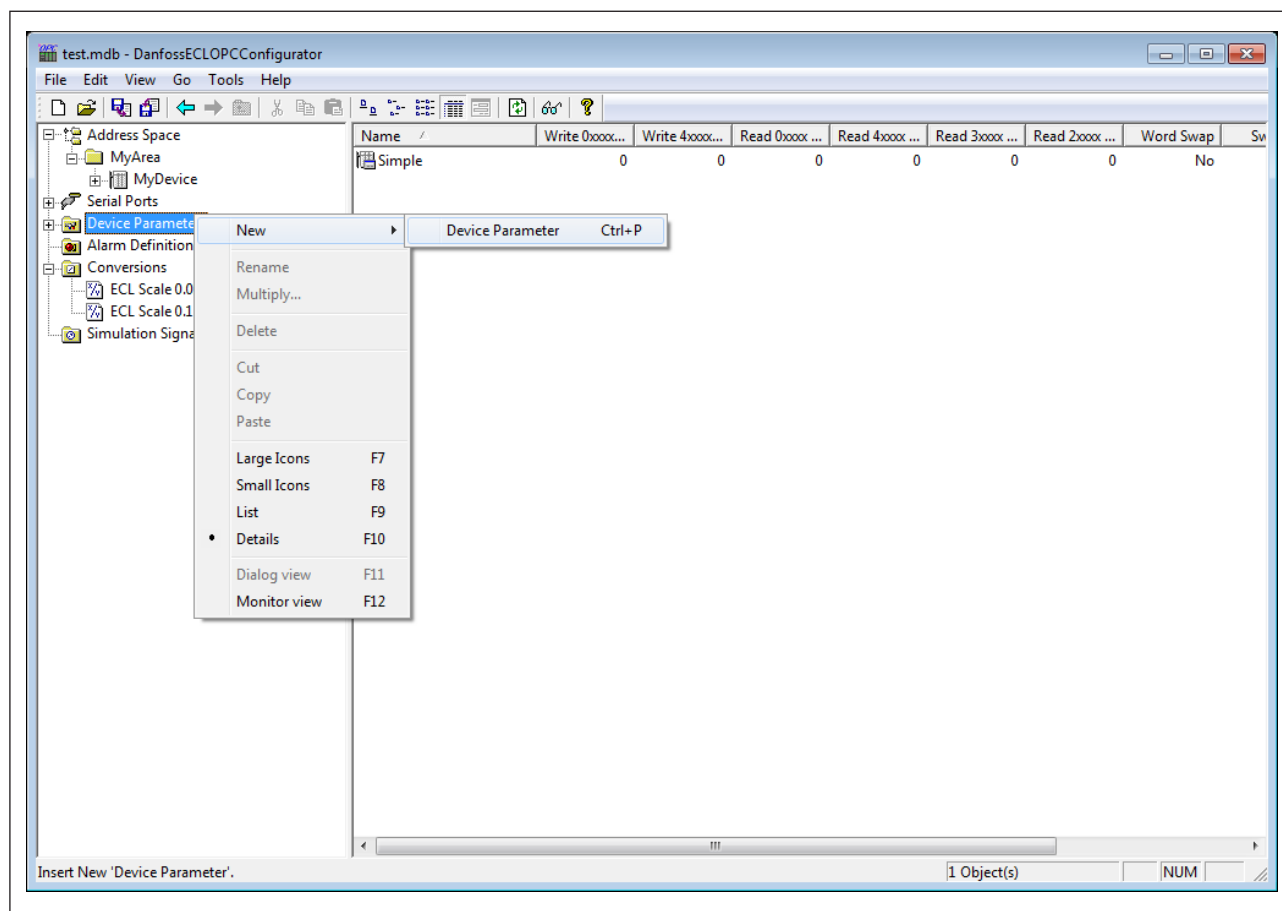 test.mdb - DanfossECLOPCConfigurator
File Edit View Go Tools Help
Address Space
MyArea
MyDevice
Serial Ports
Device Paramete
Alarm Definition
Conversions
ECL Scale 0.0
ECL Scale 0.1
Simulation Signa
Name Write 0xxxx... Write 4xxxx... Read 0xxxx ... Read 4xxxx ... Read 3xxxx ... Read 2xxxx ... Word Swap Sw
Simple 0 0 0 0 0 0 No
New
Device Parameter Ctrl+P
Rename
Multiply...
Delete
Cut
Copy
Paste
Large Icons F7
Small Icons F8
List F9
Details F10
Dialog view F11
Monitor view F12
Insert New 'Device Parameter'. 1 Object(s) NUM